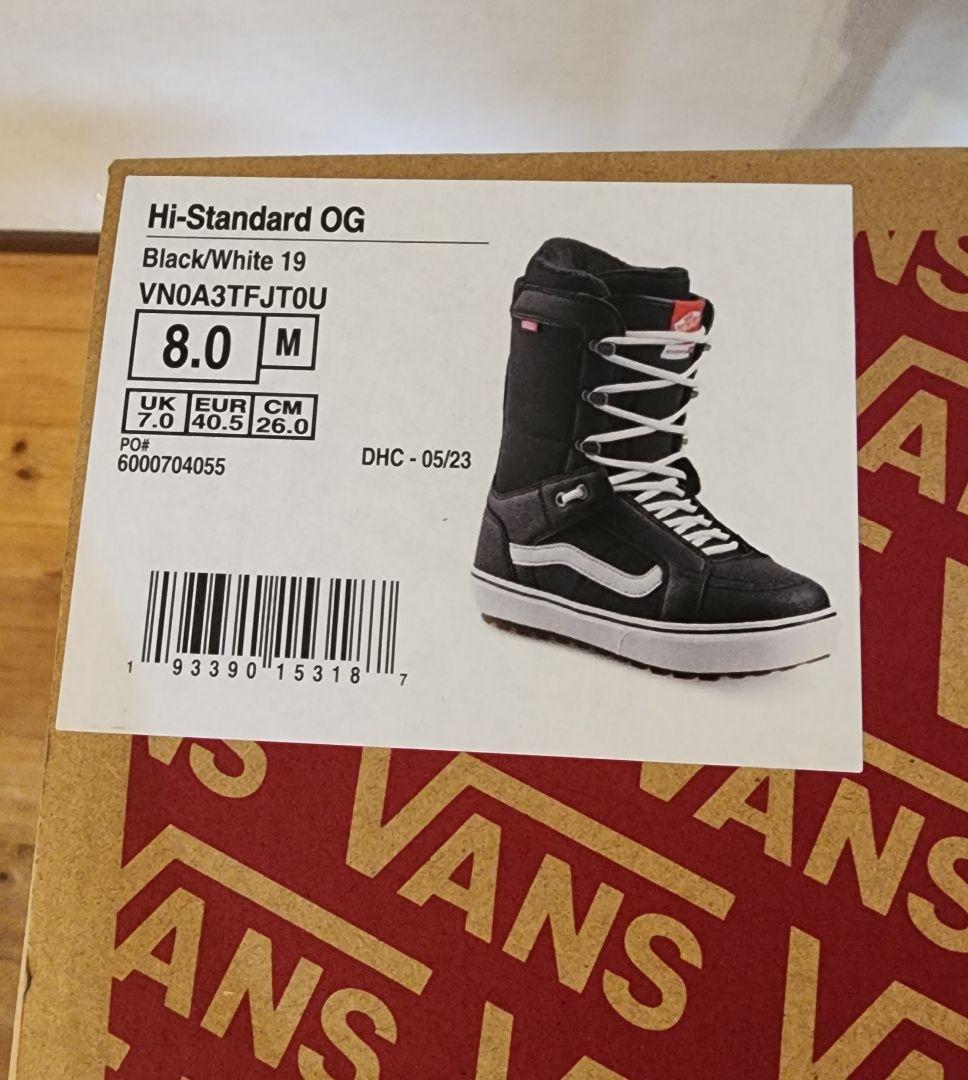 Hi-Standard OG
Black/White 19
VN0A3TFJT0U
8.0 M
UK EUR CM
7.0 40.5 26.0
PO#
6000704055
DHC - 05/23
1 93390 15318 7
VANS
VANS
VANS
VANS